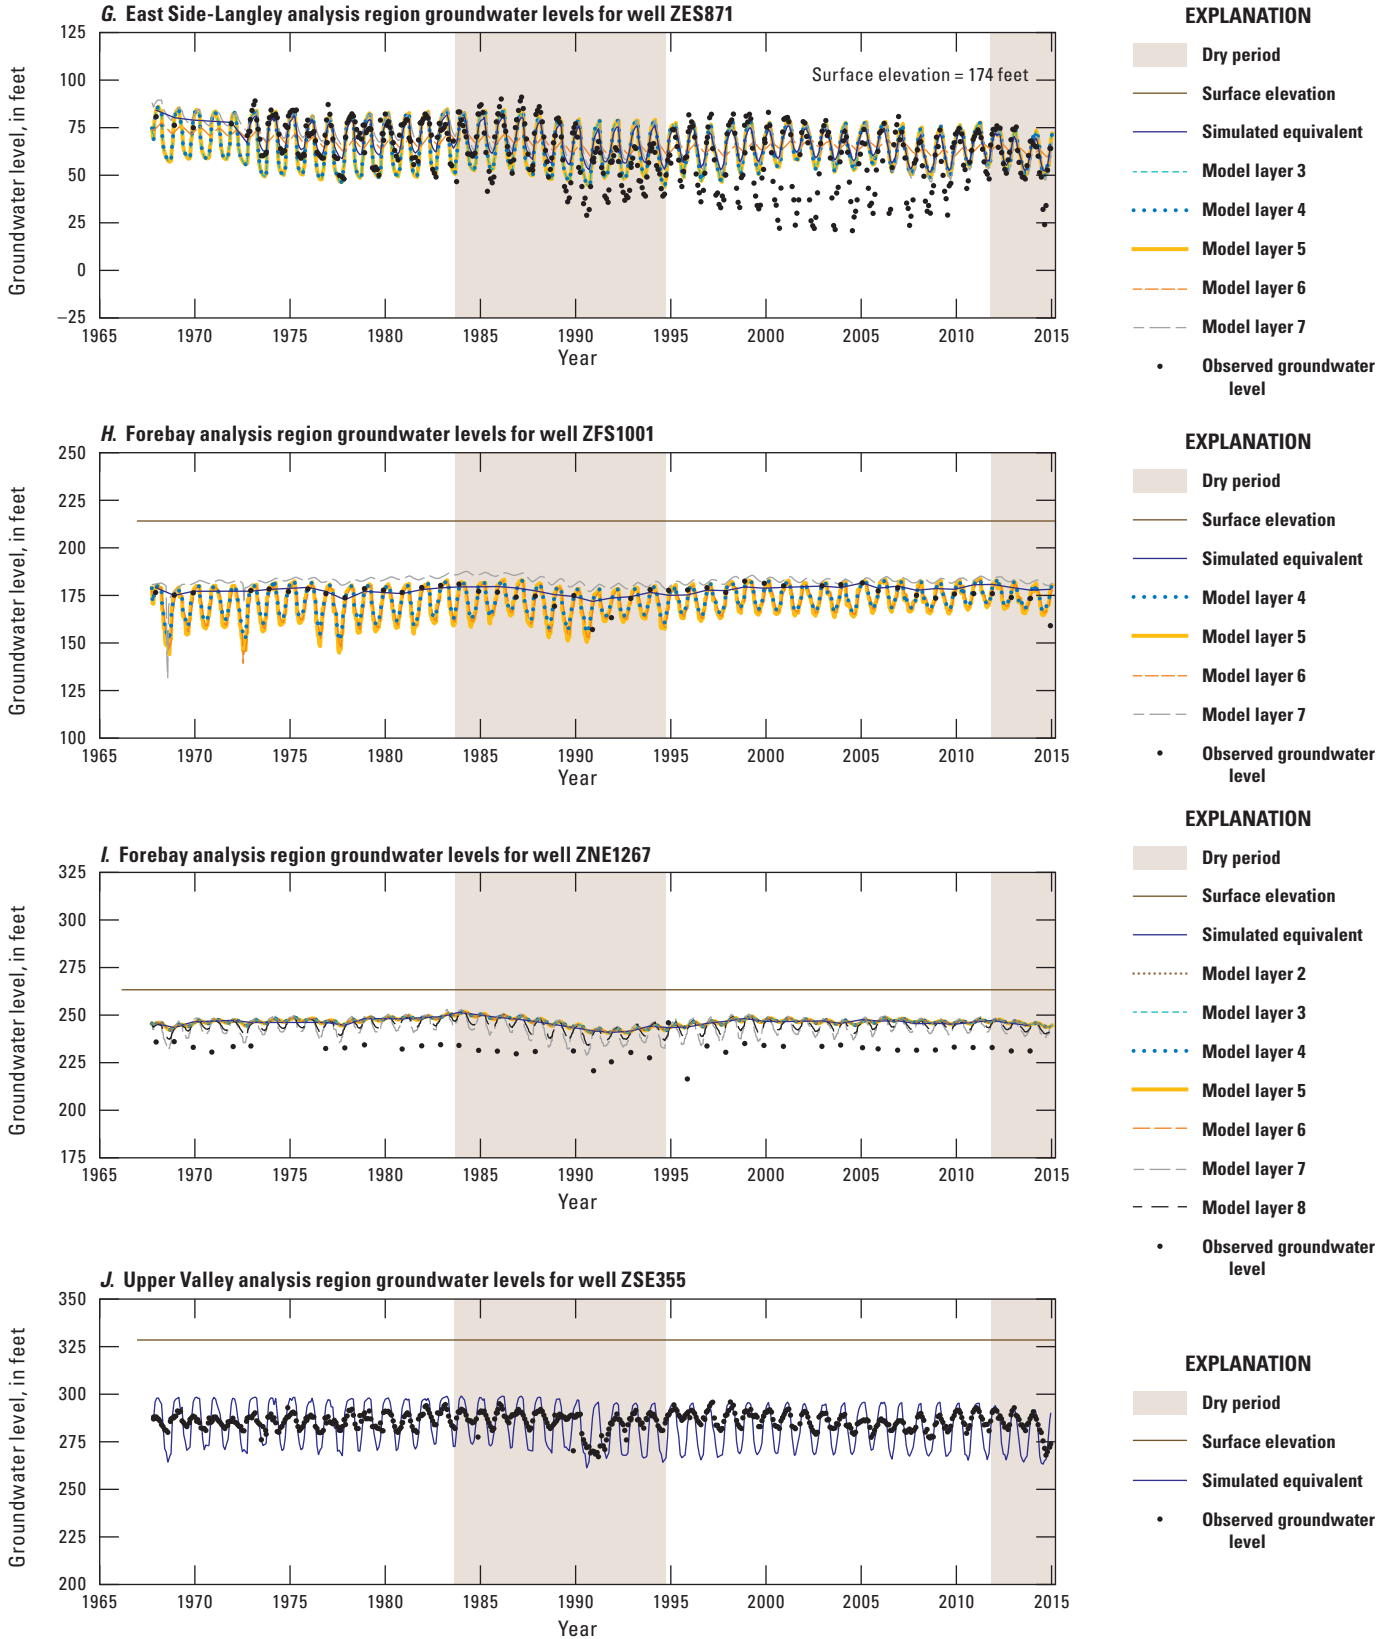 G. East Side-Langley analysis region groundwater levels for well ZES871
Groundwater level, in feet
125
100
75
50
25
0
−25
Surface elevation = 174 feet
1965 1970 1975 1980 1985 1990 1995 2000 2005 2010 2015
Year
EXPLANATION
Dry period
Surface elevation
Simulated equivalent
Model layer 3
Model layer 4
Model layer 5
Model layer 6
Model layer 7
Observed groundwater
level
H. Forebay analysis region groundwater levels for well ZFS1001
Groundwater level, in feet
250
225
200
175
150
125
100
1965 1970 1975 1980 1985 1990 1995 2000 2005 2010 2015
Year
EXPLANATION
Dry period
Surface elevation
Simulated equivalent
Model layer 4
Model layer 5
Model layer 6
Model layer 7
Observed groundwater
level
I. Forebay analysis region groundwater levels for well ZNE1267
Groundwater level, in feet
325
300
275
250
225
200
175
1965 1970 1975 1980 1985 1990 1995 2000 2005 2010 2015
Year
EXPLANATION
Dry period
Surface elevation
Simulated equivalent
Model layer 2
Model layer 3
Model layer 4
Model layer 5
Model layer 6
Model layer 7
Model layer 8
Observed groundwater
level
J. Upper Valley analysis region groundwater levels for well ZSE355
Groundwater level, in feet
350
325
300
275
250
225
200
1965 1970 1975 1980 1985 1990 1995 2000 2005 2010 2015
Year
EXPLANATION
Dry period
Surface elevation
Simulated equivalent
Observed groundwater
level